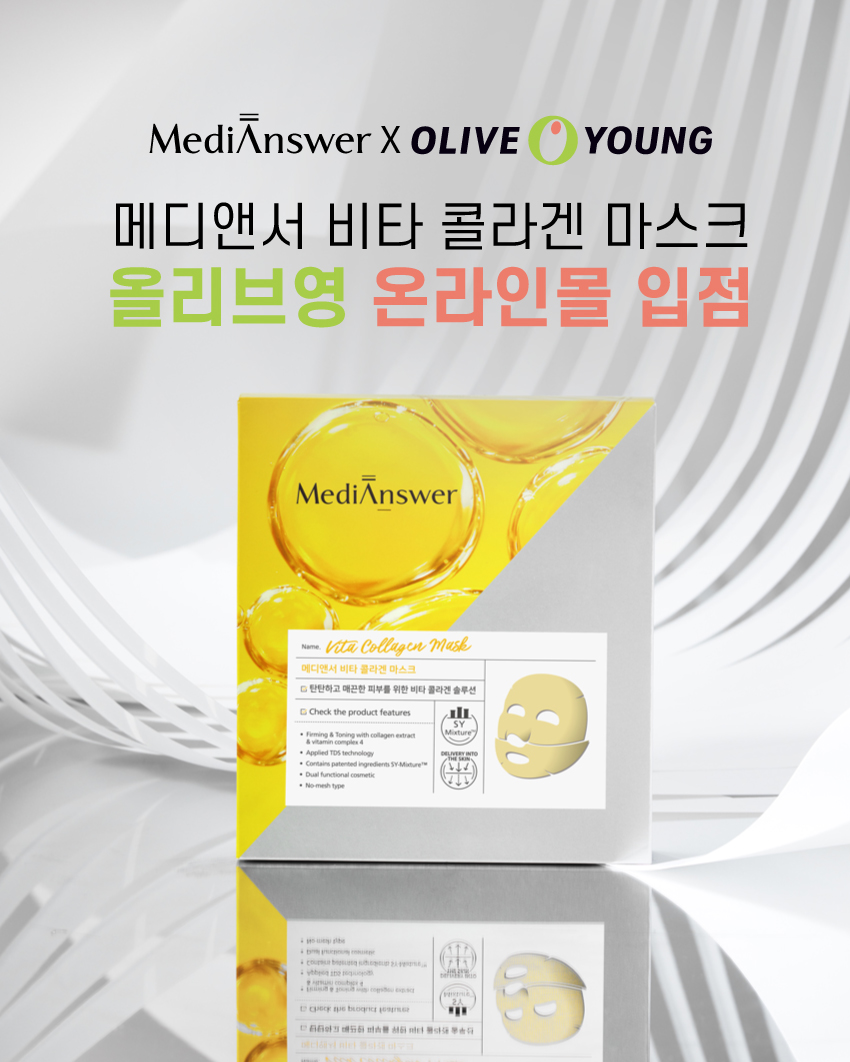 MediAnswer X OLIVE YOUNG
메디앤서 비타 콜라겐 마스크
올리브영 온라인몰 입점
MediAnswer
Name. Vita Collagen Mask
메디앤서 비타 콜라겐 마스크
탄탄하고 매끈한 피부를 위한 비타 콜라겐 솔루션
Check the product features
• Firming & Toning with collagen extract
& vitamin complex 4
• Applied TDS technology
• Contains patented ingredients SY-Mixture™
• Dual functional cosmetic
• No-mesh type
SY
Mixture™
DELIVERY INTO
THE SKIN